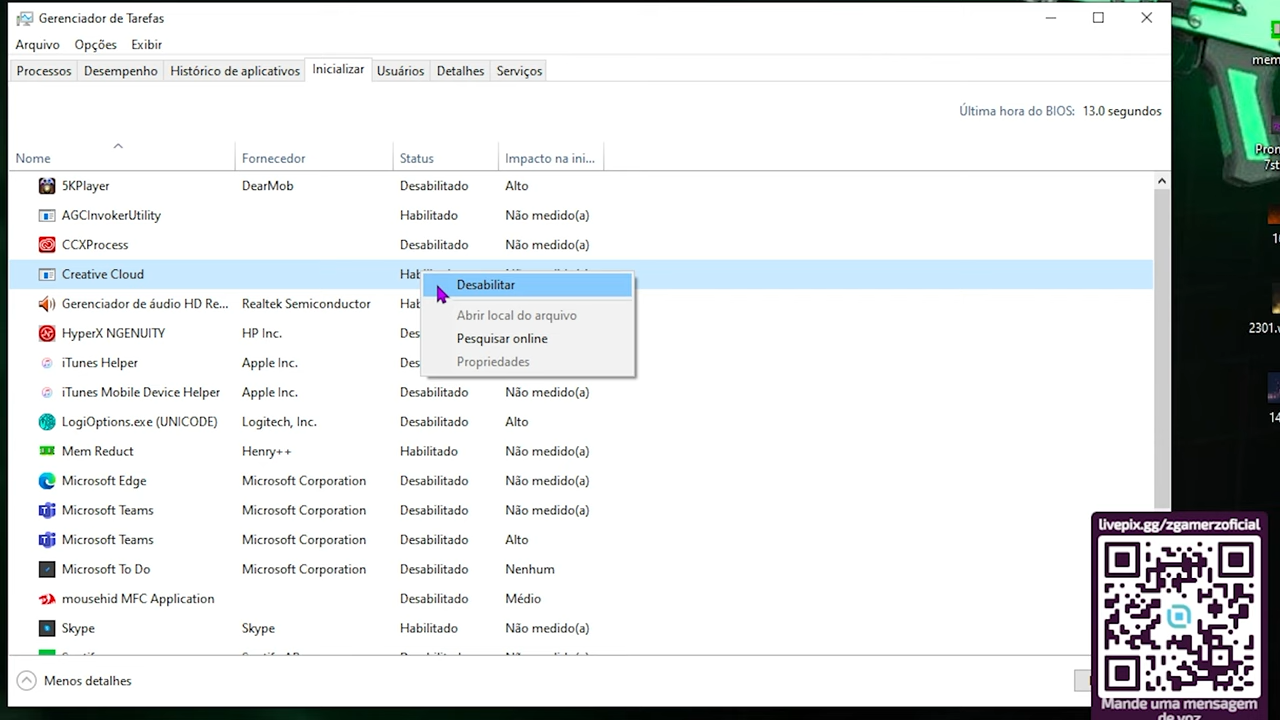 Gerenciador de Tarefas
Arquivo Opções Exibir
Processos Desempenho Histórico de aplicativos Inicializar Usuários Detalhes Serviços
Última hora do BIOS: 13.0 segundos
Nome Fornecedor Status Impacto na ini...
5KPlayer DearMob Desabilitado Alto
AGCInvokerUtility Habilitado Não medido(a)
CCXProcess Desabilitado Não medido(a)
Creative Cloud
Desabilitar
Gerenciador de áudio HD Re... Realtek Semiconductor
Abrir local do arquivo
HyperX NGENUITY HP Inc.
Pesquisar online
iTunes Helper Apple Inc.
Propriedades
iTunes Mobile Device Helper Apple Inc. Desabilitado Não medido(a)
LogiOptions.exe (UNICODE) Logitech, Inc. Desabilitado Alto
Mem Reduct Henry++ Habilitado Não medido(a)
Microsoft Edge Microsoft Corporation Desabilitado Não medido(a)
Microsoft Teams Microsoft Corporation Desabilitado Não medido(a)
Microsoft Teams Microsoft Corporation Desabilitado Alto
Microsoft To Do Microsoft Corporation Desabilitado Nenhum
mousehid MFC Application Desabilitado Médio
Skype Skype Habilitado Não medido(a)
Menos detalhes
livepix.gg/zgamerzoficial
Mande uma mensagem
de voz